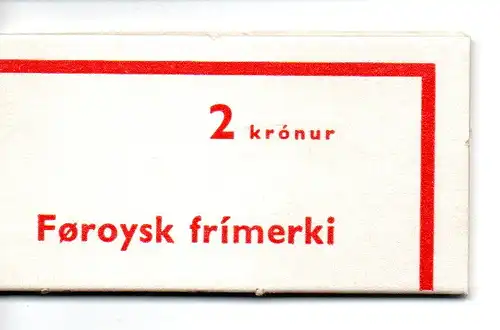 2 krónur
Føroysk frímerki